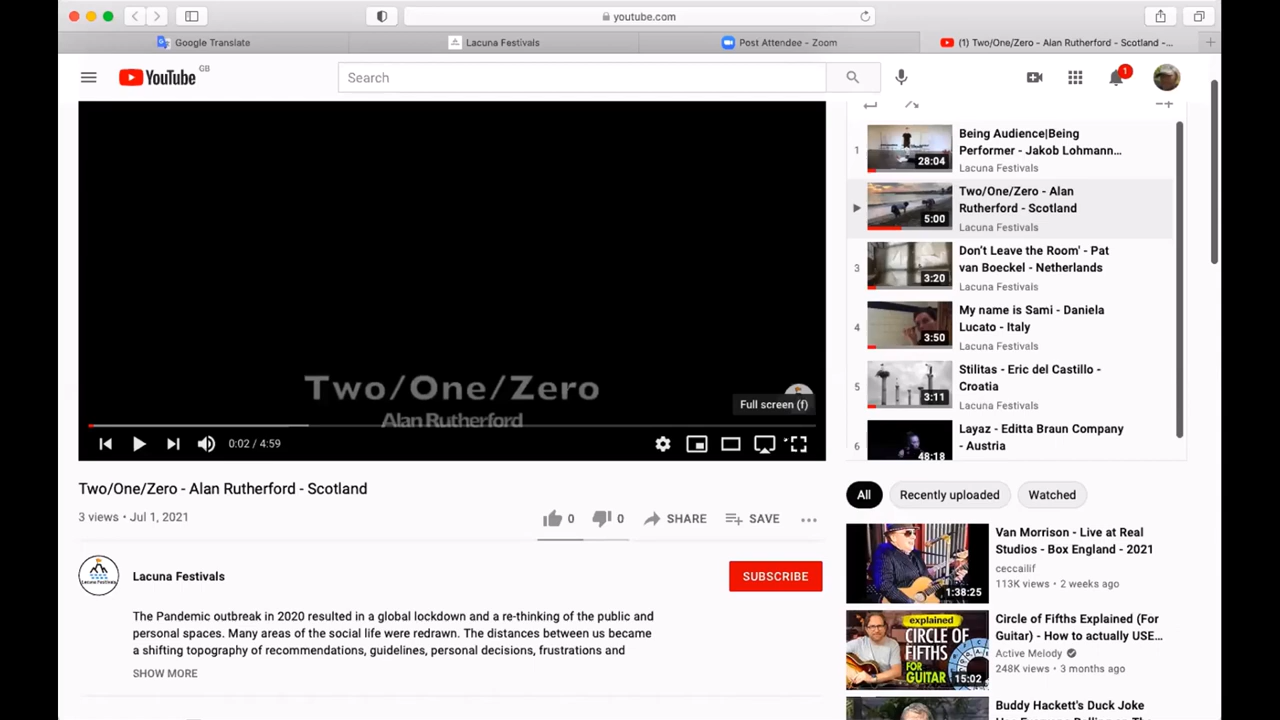 youtube.com
Google Translate
Lacuna Festivals
Post Attendee - Zoom
(1) Two/One/Zero - Alan Rutherford - Scotland -...
YouTube GB
Search
1
Two/One/Zero
Alan Rutherford
Full screen (f)
0:02 / 4:59
1
28:04
Being Audience|Being
Performer - Jakob Lohmann...
Lacuna Festivals
5:00
Two/One/Zero - Alan
Rutherford - Scotland
Lacuna Festivals
3
3:20
Don't Leave the Room' - Pat
van Boeckel - Netherlands
Lacuna Festivals
4
3:50
My name is Sami - Daniela
Lucato - Italy
Lacuna Festivals
5
3:11
Stilitas - Eric del Castillo -
Croatia
Lacuna Festivals
6
48:18
Layaz - Editta Braun Company
- Austria
Two/One/Zero - Alan Rutherford - Scotland
3 views • Jul 1, 2021
0
0
SHARE
SAVE
Lacuna Festivals
SUBSCRIBE
The Pandemic outbreak in 2020 resulted in a global lockdown and a re-thinking of the public and
personal spaces. Many areas of the social life were redrawn. The distances between us became
a shifting topography of recommendations, guidelines, personal decisions, frustrations and
SHOW MORE
All
Recently uploaded
Watched
1:38:25
Van Morrison - Live at Real
Studios - Box England - 2021
ceccailif
113K views • 2 weeks ago
explained
CIRCLE OF
FIFTHS
FOR
GUITAR
15:02
Circle of Fifths Explained (For
Guitar) - How to actually USE...
Active Melody
248K views • 3 months ago
Buddy Hackett's Duck Joke